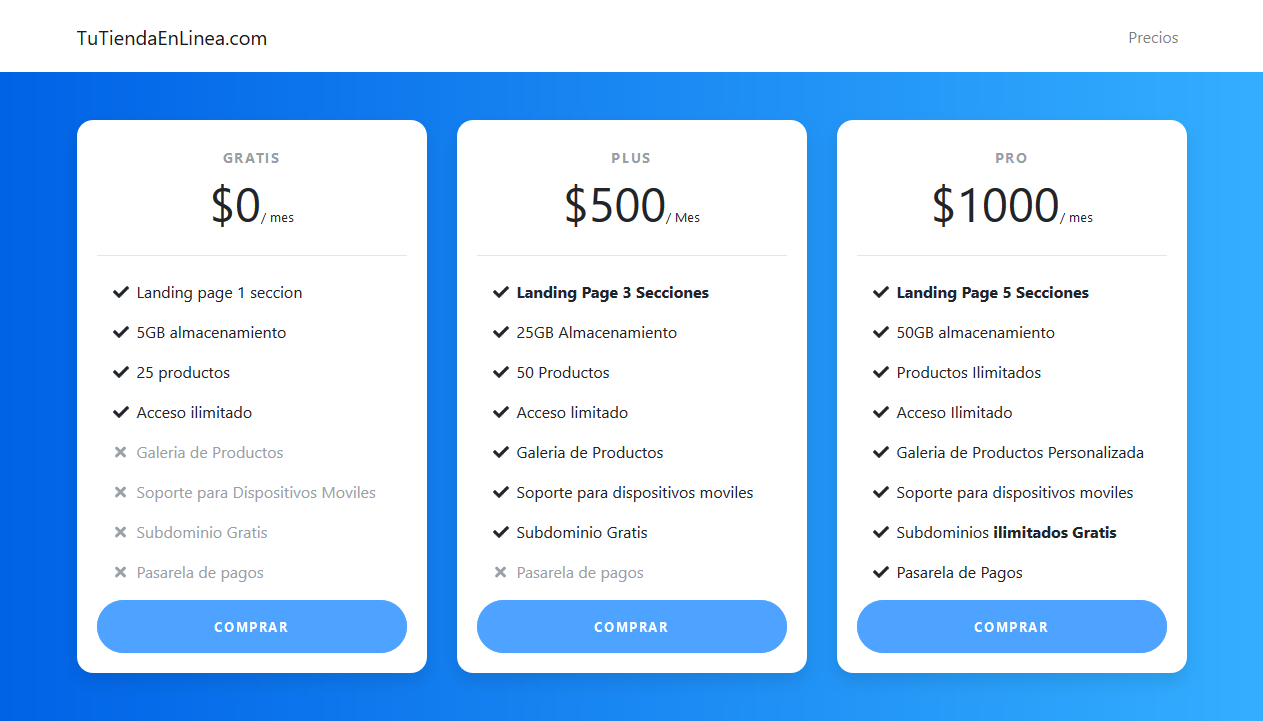 TuTiendaEnLinea.com
Precios
GRATIS
$0/ mes
Landing page 1 seccion
5GB almacenamiento
25 productos
Acceso ilimitado
Galeria de Productos
Soporte para Dispositivos Moviles
Subdominio Gratis
Pasarela de pagos
COMPRAR
PLUS
$500/ Mes
Landing Page 3 Secciones
25GB Almacenamiento
50 Productos
Acceso limitado
Galeria de Productos
Soporte para dispositivos moviles
Subdominio Gratis
Pasarela de pagos
COMPRAR
PRO
$1000/ mes
Landing Page 5 Secciones
50GB almacenamiento
Productos Ilimitados
Acceso Ilimitado
Galeria de Productos Personalizada
Soporte para dispositivos moviles
Subdominios ilimitados Gratis
Pasarela de Pagos
COMPRAR